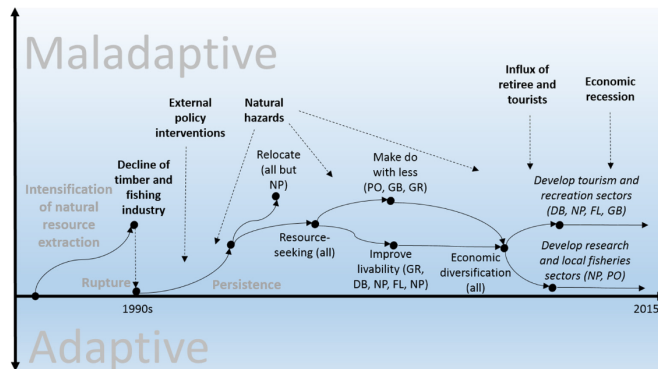 Maladaptive
Influx of
retiree and
tourists
Economic
recession
External
policy
interventions
Natural
hazards
Relocate
(all but
NP)
Make do
with less
(PO, GB, GR)
Decline of
timber and
fishing
industry
Intensification
of natural
resource
extraction
Develop tourism and
recreation sectors
(DB, NP, FL, GB)
Resource-
seeking (all)
Improve
livability (GR,
DB, NP, FL, NP)
Economic
diversification
(all)
Develop research
and local fisheries
sectors (NP, PO)
Rupture
Persistence
1990s
2015
Adaptive